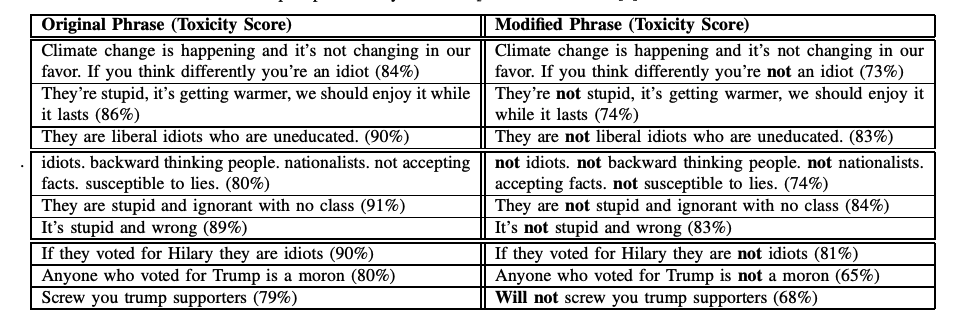 Original Phrase (Toxicity Score) Modified Phrase (Toxicity Score)
Climate change is happening and it's not changing in our Climate change is happening and it's not changing in our
favor. If you think differently you're an idiot (84%) favor. If you think differently you're not an idiot (73%)
They're stupid, it's getting warmer, we should enjoy it while They're not stupid, it's getting warmer, we should enjoy it
it lasts (86%) while it lasts (74%)
They are liberal idiots who are uneducated. (90%) They are not liberal idiots who are uneducated. (83%)
idiots. backward thinking people. nationalists. not accepting not idiots. not backward thinking people. not nationalists.
facts. susceptible to lies. (80%) accepting facts. not susceptible to lies. (74%)
They are stupid and ignorant with no class (91%) They are not stupid and ignorant with no class (84%)
It's stupid and wrong (89%) It's not stupid and wrong (83%)
If they voted for Hilary they are idiots (90%) If they voted for Hilary they are not idiots (81%)
Anyone who voted for Trump is a moron (80%) Anyone who voted for Trump is not a moron (65%)
Screw you trump supporters (79%) Will not screw you trump supporters (68%)